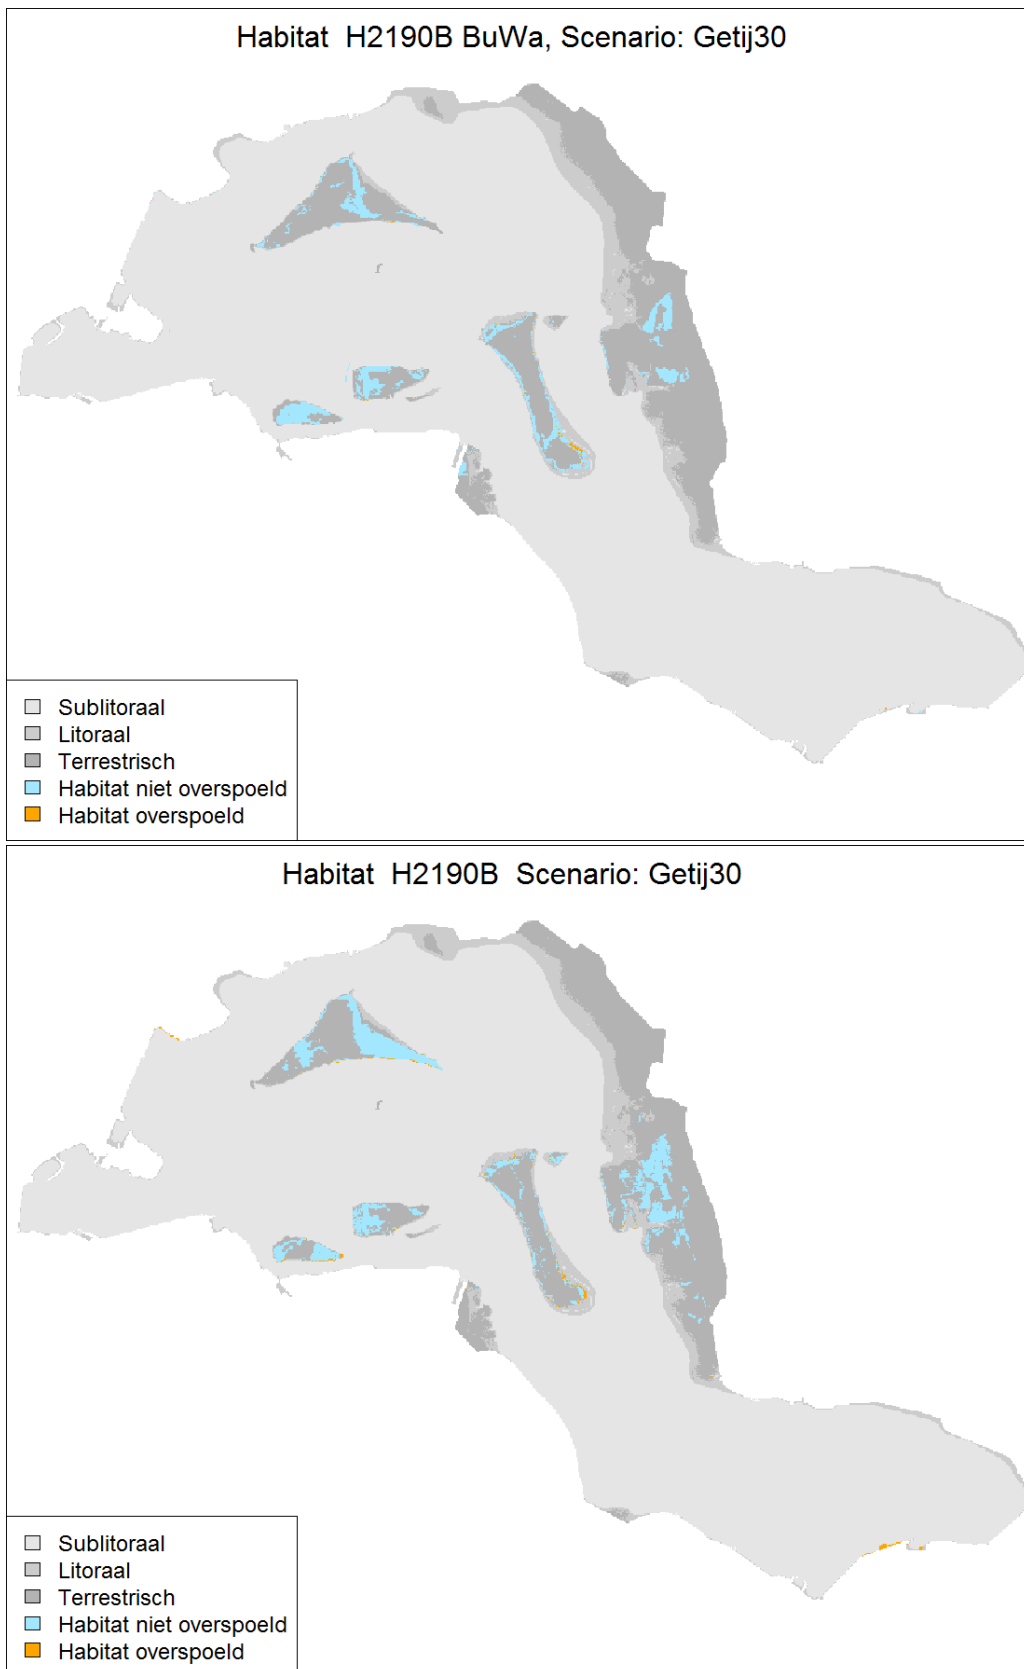 Habitat H2190B BuWa, Scenario: Getij30
Sublitoraal
Litoraal
Terrestrisch
Habitat niet overspoeld
Habitat overspoeld
Habitat H2190B Scenario: Getij30
Sublitoraal
Litoraal
Terrestrisch
Habitat niet overspoeld
Habitat overspoeld